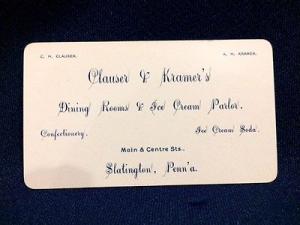 C. H. CLAUSER. A. H. KRAMER.
Clauser & Kramer's
Dining Rooms & Ice Cream Parlor.
Confectionery. Ice Cream Soda.
Main & Centre Sts.
Slatington, Penn'a.